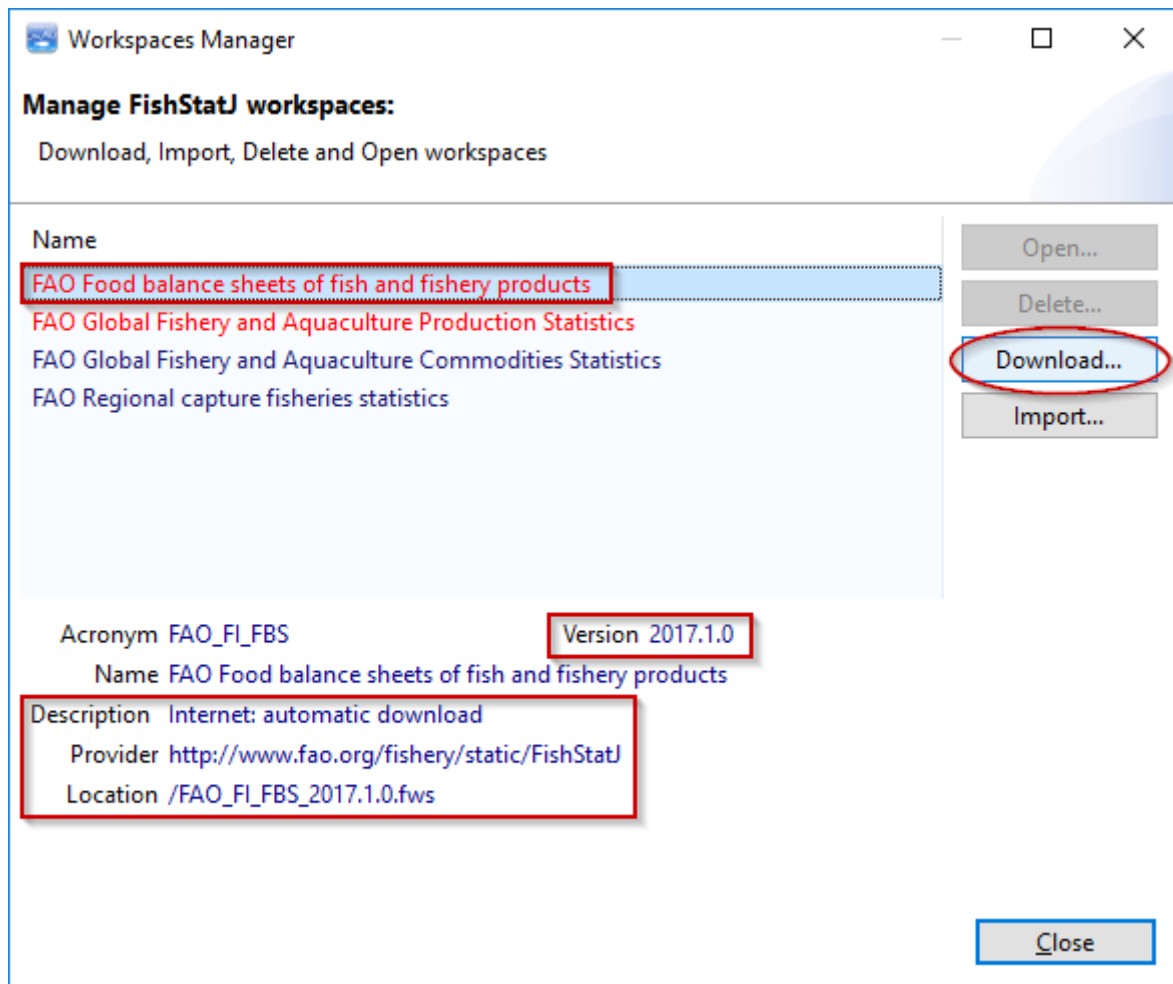 Workspaces Manager
Manage FishStatJ workspaces:
Download, Import, Delete and Open workspaces
Name
FAO Food balance sheets of fish and fishery products
FAO Global Fishery and Aquaculture Production Statistics
FAO Global Fishery and Aquaculture Commodities Statistics
FAO Regional capture fisheries statistics
Open...
Delete...
Download...
Import...
Acronym FAO_FI_FBS Version 2017.1.0
Name FAO Food balance sheets of fish and fishery products
Description Internet: automatic download
Provider http://www.fao.org/fishery/static/FishStatJ
Location /FAO_FI_FBS_2017.1.0.fws
Close